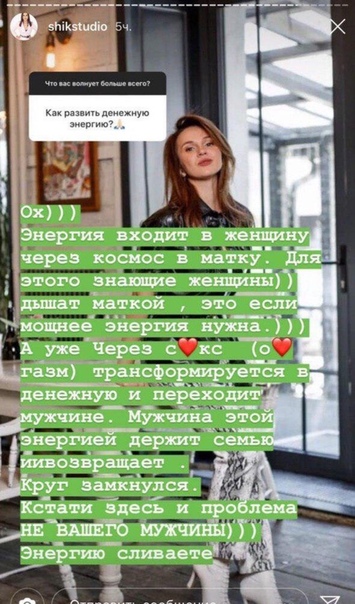 shikstudio 5ч.
Что вас волнует больше всего?
Как развить денежную
энергию?🙏🏻
Ох)))
Энергия входит в женщину
через космос в матку. Для
этого знающие женщины))
дышат маткой , это если
мощнее энергия нужна.)))
А уже Через с❤️кс (о❤️
газм) трансформируется в
денежную и переходит
мужчине. Мужчина этой
энергией держит семью
иивозвращает .
Круг замкнулся.
Кстати здесь и проблема
НЕ ВАШЕГО МУЖЧИНЫ)))
Энергию сливаете
Отправить сообщение